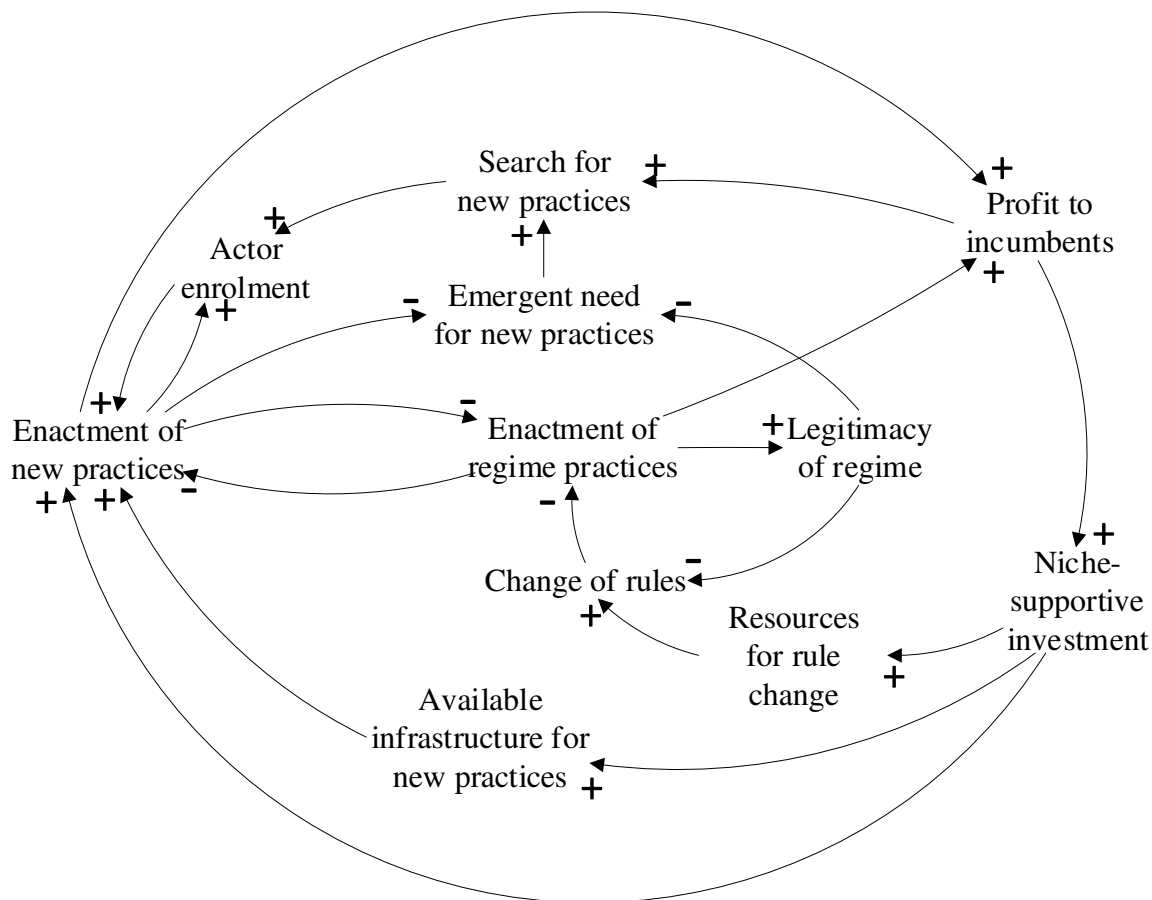 Search for
new practices
+
+
+
Profit to
incumbents
+
+
Actor
enrolment
+
-
Emergent need
for new practices
-
+
Enactment of
new practices
+
+
-
-
Enactment of
regime practices
-
+
Legitimacy
of regime
Change of rules
-
+
+
Niche-
supportive
investment
Resources
for rule
change
+
Available
infrastructure for
new practices
+